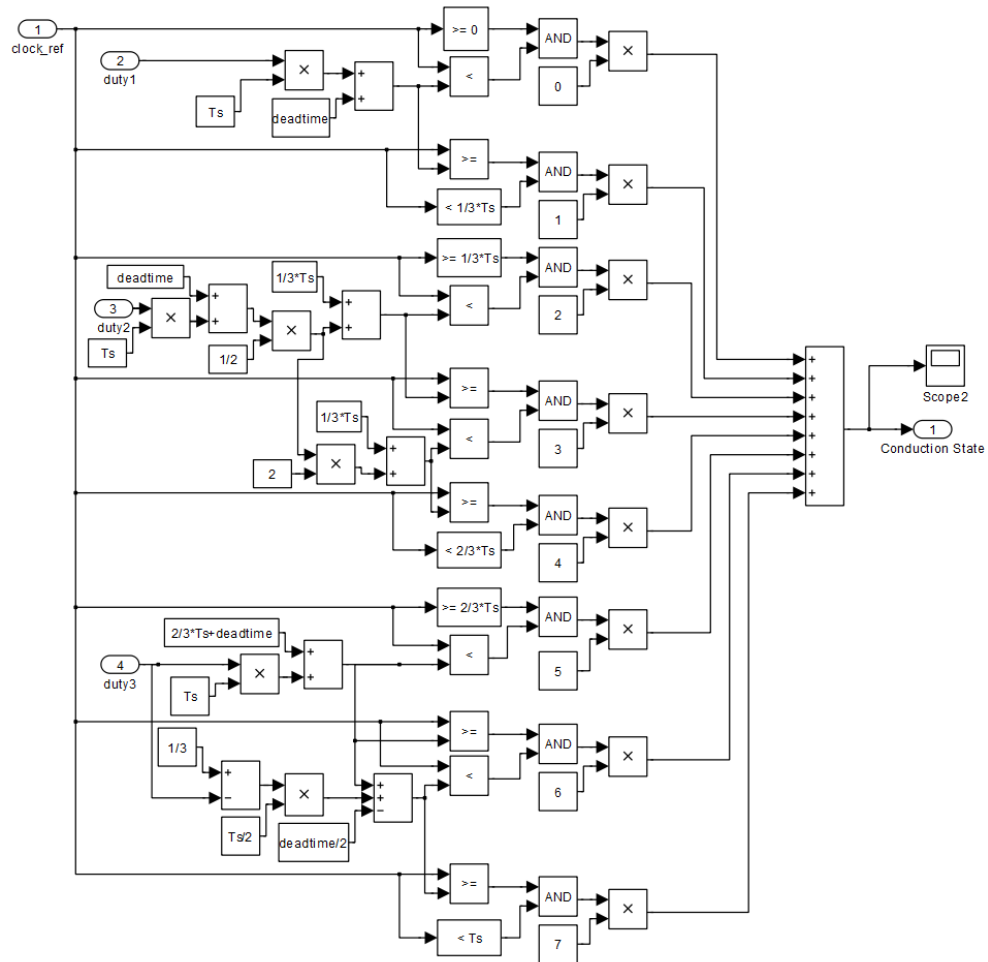 1
clock_ref
>= 0
AND
×
2
duty1
×
+
+
<
0
Ts
deadtime
>=
AND
×
< 1/3*Ts
1
>= 1/3*Ts
AND
×
deadtime
1/3*Ts
+
+
+
+
<
2
3
duty2
×
×
Ts
1/2
>=
AND
×
1/3*Ts
<
3
+
+
2
×
>=
AND
×
< 2/3*Ts
4
>= 2/3*Ts
AND
×
2/3*Ts+deadtime
+
+
<
5
4
duty3
×
Ts
>=
AND
×
1/3
<
6
+
−
×
+
+
−
Ts/2
deadtime/2
>=
AND
×
< Ts
7
+
+
+
+
+
+
+
+
Scope2
1
Conduction State